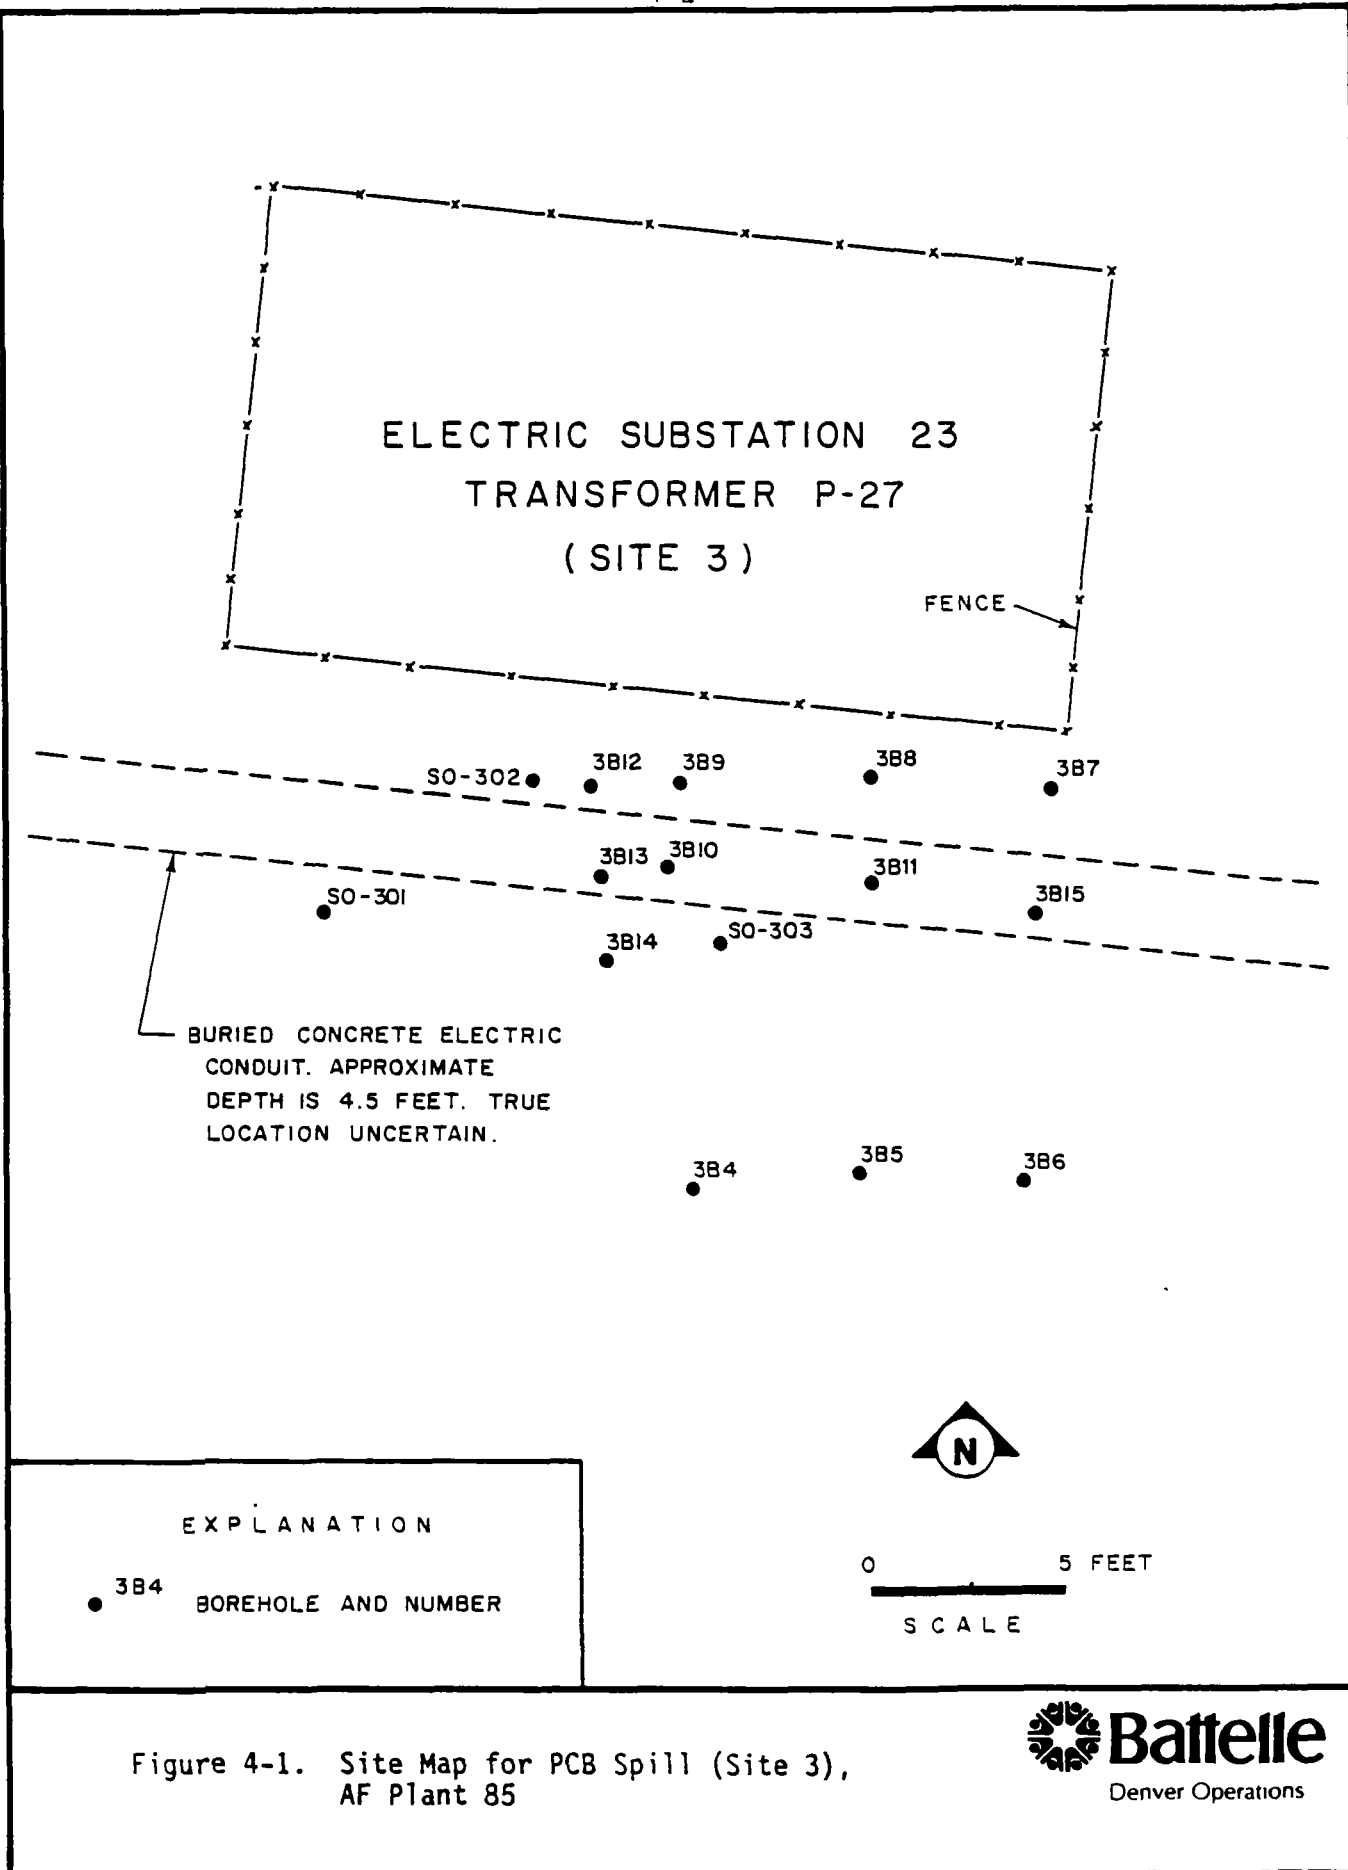 ELECTRIC SUBSTATION 23
TRANSFORMER P-27
(SITE 3)
FENCE
SO-302
3B12
3B9
3B8
3B7
3B13
3B10
3B11
3B15
SO-301
3B14
SO-303
BURIED CONCRETE ELECTRIC
CONDUIT. APPROXIMATE
DEPTH IS 4.5 FEET. TRUE
LOCATION UNCERTAIN.
3B4
3B5
3B6
N
EXPLANATION
3B4 BOREHOLE AND NUMBER
0 5 FEET
SCALE
Figure 4-1. Site Map for PCB Spill (Site 3),
AF Plant 85
Battelle
Denver Operations